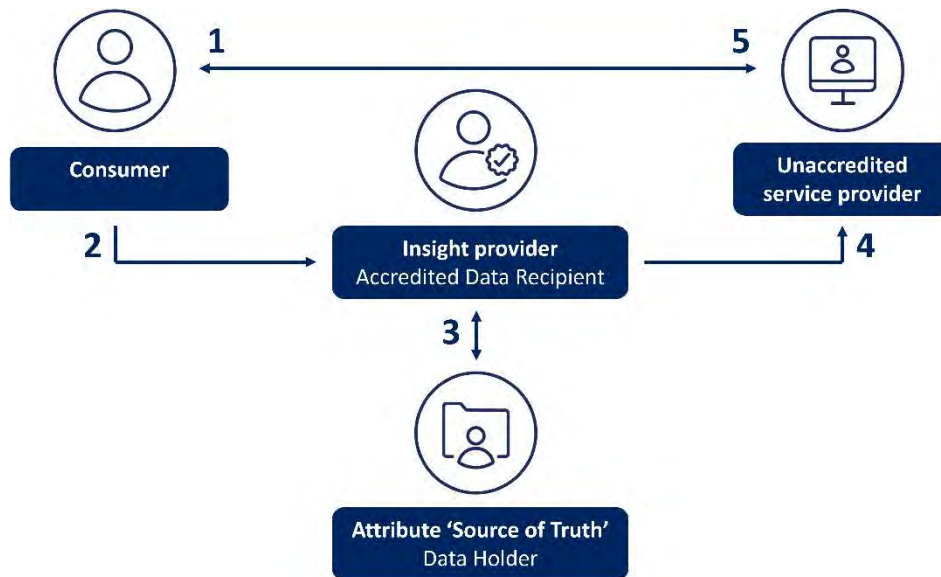 1
5
Consumer
Unaccredited
service provider
2
Insight provider
Accredited Data Recipient
4
3
Attribute ‘Source of Truth’
Data Holder